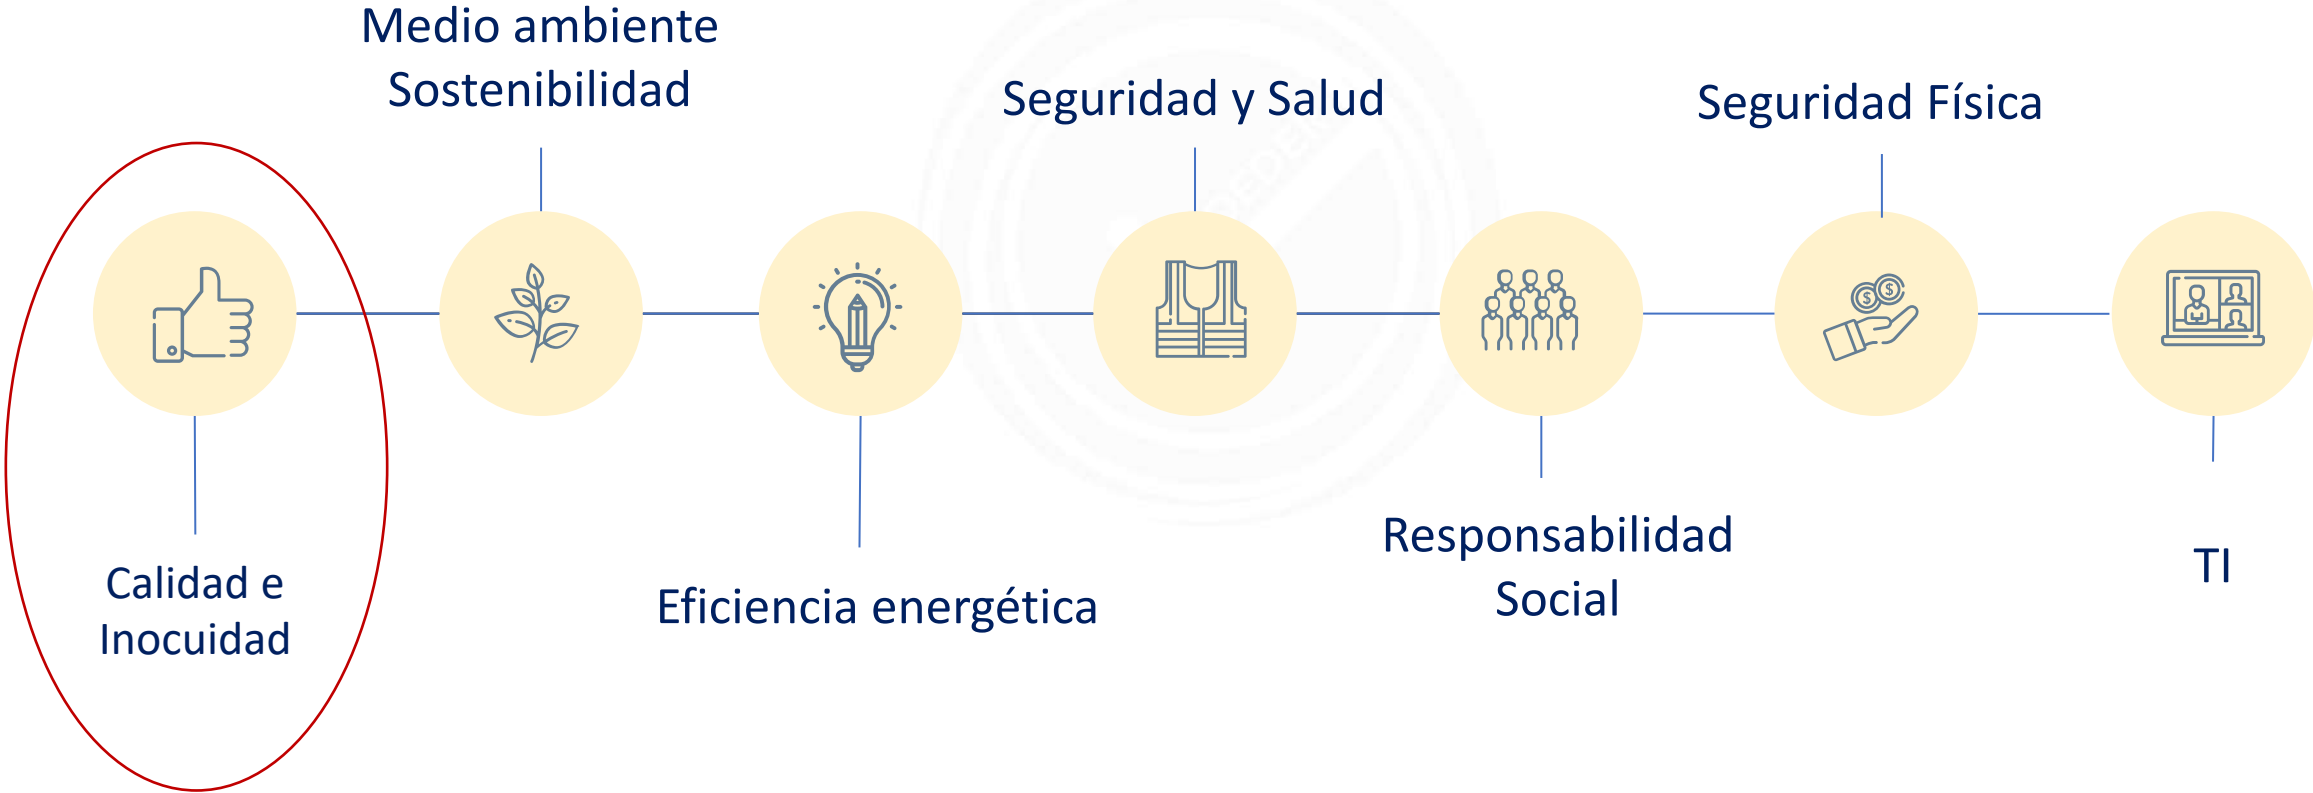 Medio ambiente
Sostenibilidad
Seguridad y Salud
Seguridad Física
Calidad e
Inocuidad
Eficiencia energética
Responsabilidad
Social
TI
$ $